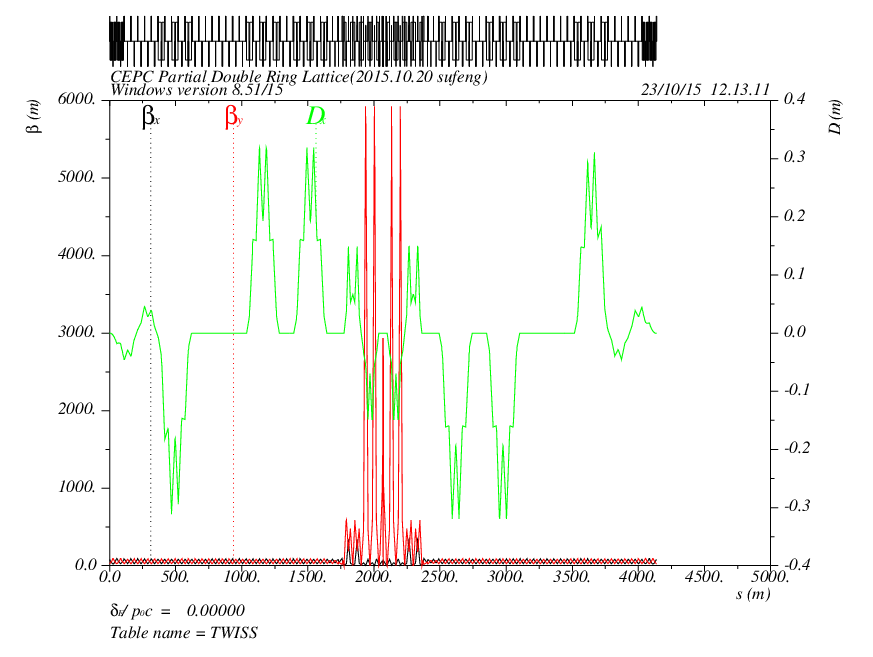 CEPC Partial Double Ring Lattice(2015.10.20 sufeng)
Windows version 8.51/15 23/10/15 12.13.11
β (m)
6000.
5000.
4000.
3000.
2000.
1000.
0.0
βx βy D
D (m)
0.4
0.3
0.2
0.1
0.0
-0.1
-0.2
-0.3
-0.4
0.0 500. 1000. 1500. 2000. 2500. 3000. 3500. 4000. 4500. 5000.
s (m)
δE/ p0c = 0.00000
Table name = TWISS